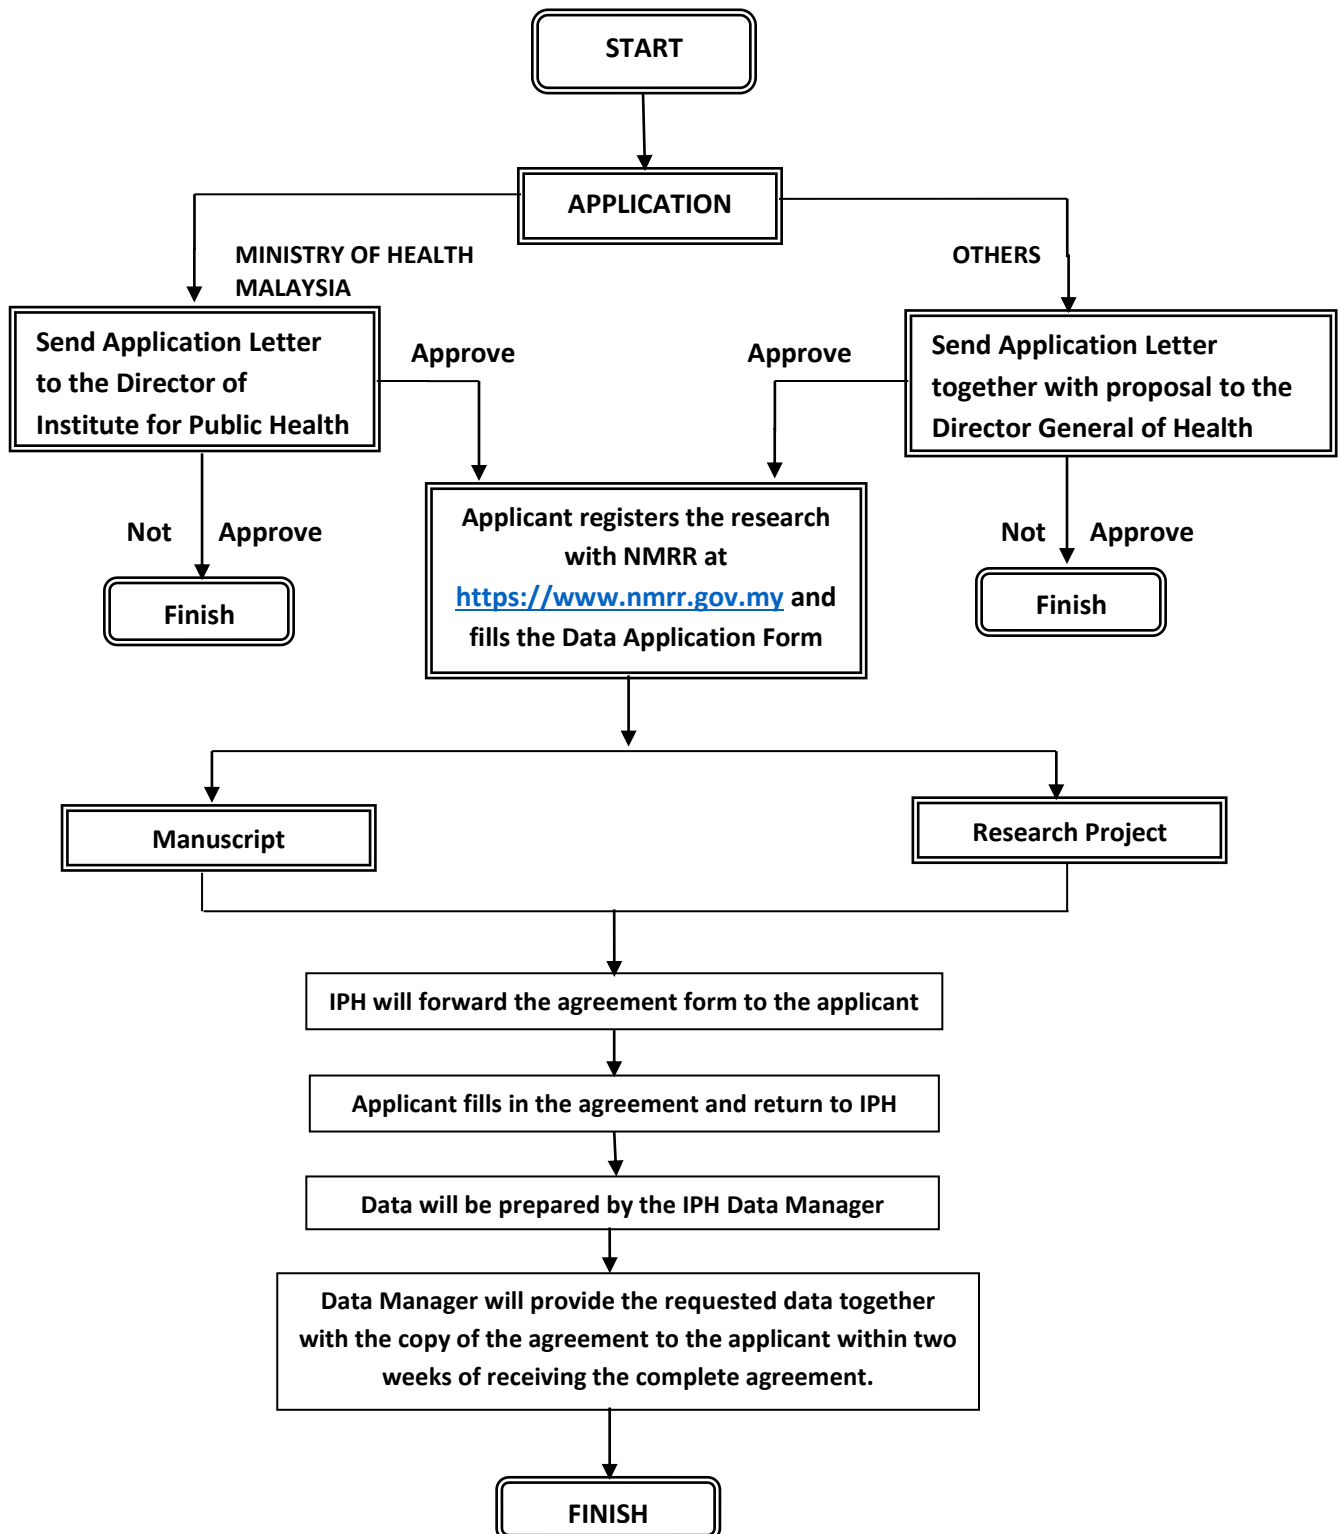 START
APPLICATION
MINISTRY OF HEALTH
MALAYSIA
OTHERS
Send Application Letter
to the Director of
Institute for Public Health
Approve
Approve
Send Application Letter
together with proposal to the
Director General of Health
Not Approve
Finish
Applicant registers the research
with NMRR at
https://www.nmrr.gov.my and
fills the Data Application Form
Not Approve
Finish
Manuscript
Research Project
IPH will forward the agreement form to the applicant
Applicant fills in the agreement and return to IPH
Data will be prepared by the IPH Data Manager
Data Manager will provide the requested data together
with the copy of the agreement to the applicant within two
weeks of receiving the complete agreement.
FINISH